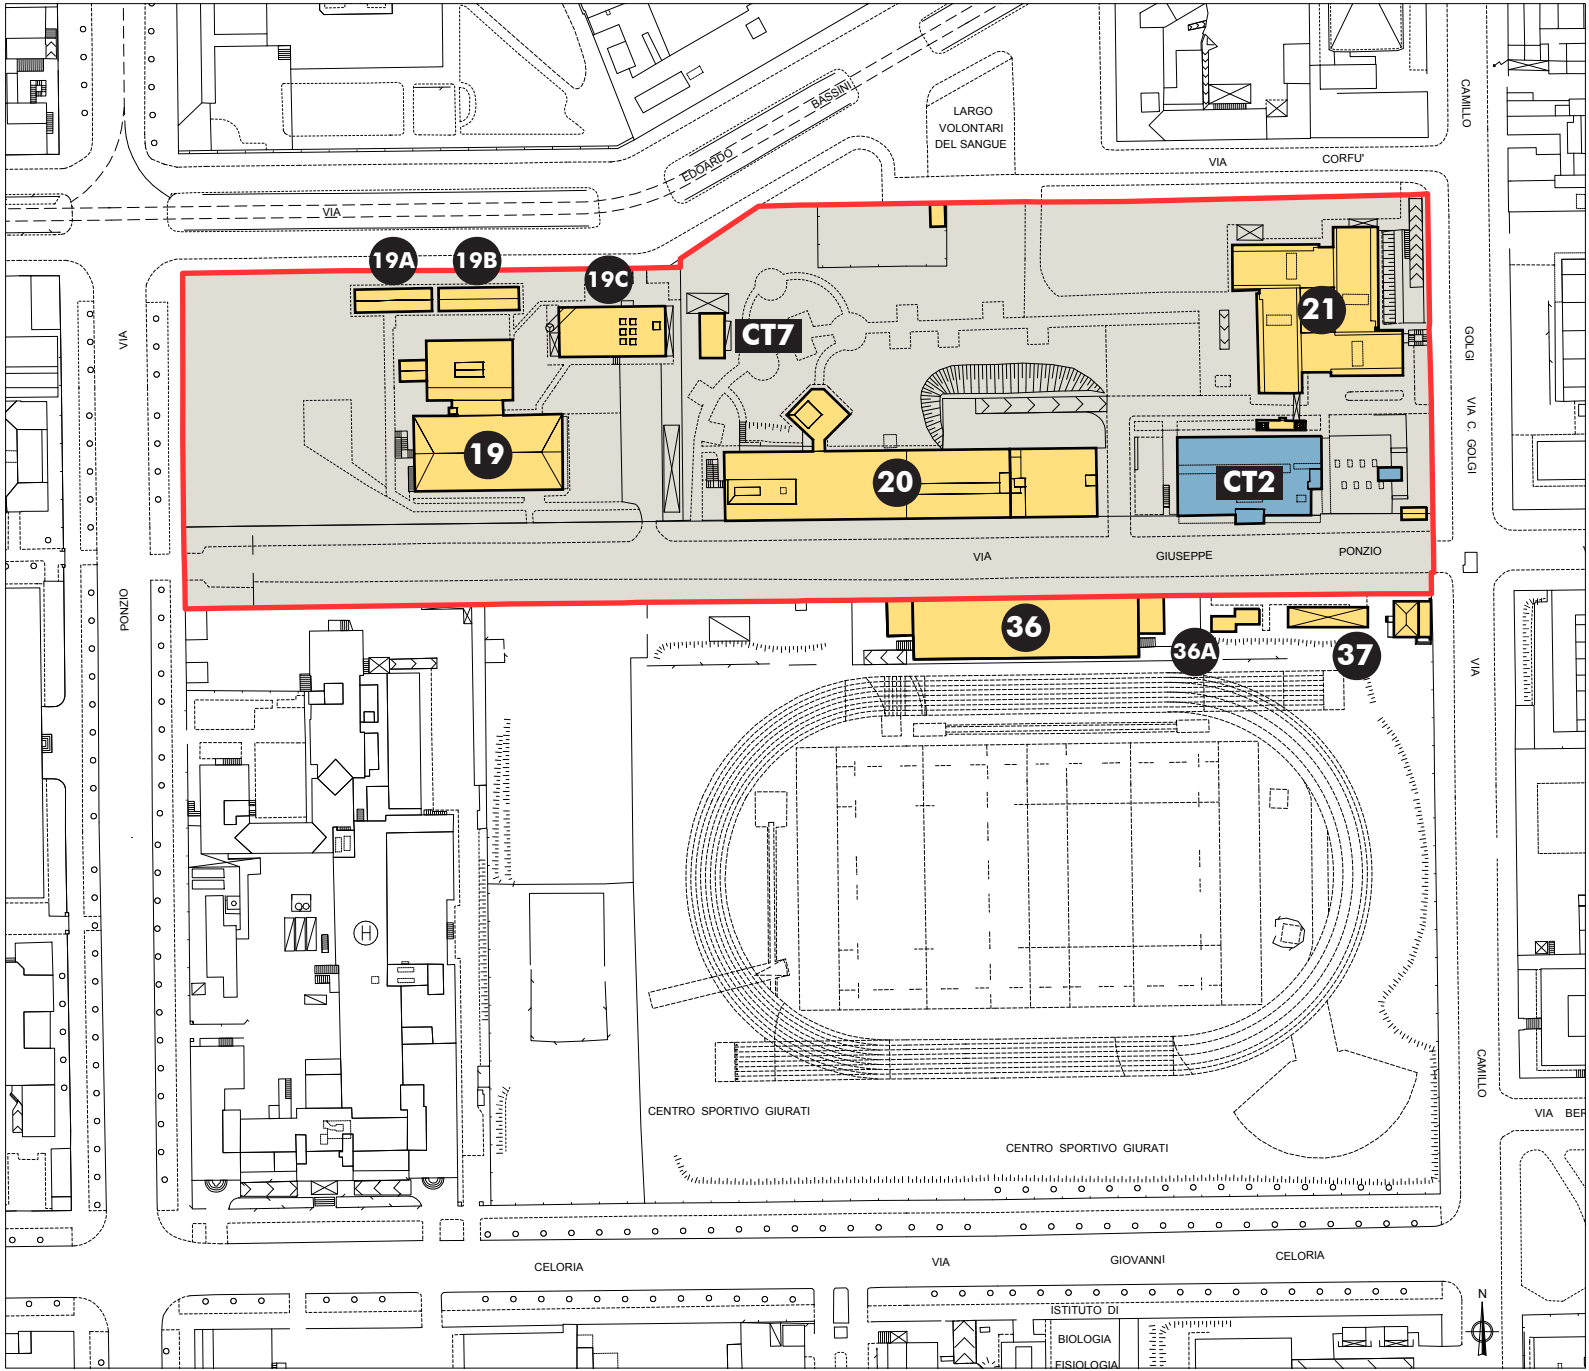 CAMILLO
BASSINI
LARGO
VOLONTARI
DEL SANGUE
EDOARDO
VIA
CORFU'
VIA
19A
19B
19C
21
CT7
VIA
GOLGI
VIA C. GOLGI
19
20
CT2
VIA
GIUSEPPE
PONZIO
PONZIO
36
36A
37
VIA
H
CAMILLO
CENTRO SPORTIVO GIURATI
VIA BER
CENTRO SPORTIVO GIURATI
CELORIA
VIA
GIOVANNI
CELORIA
N
ISTITUTO DI
BIOLOGIA
FISIOLOGIA